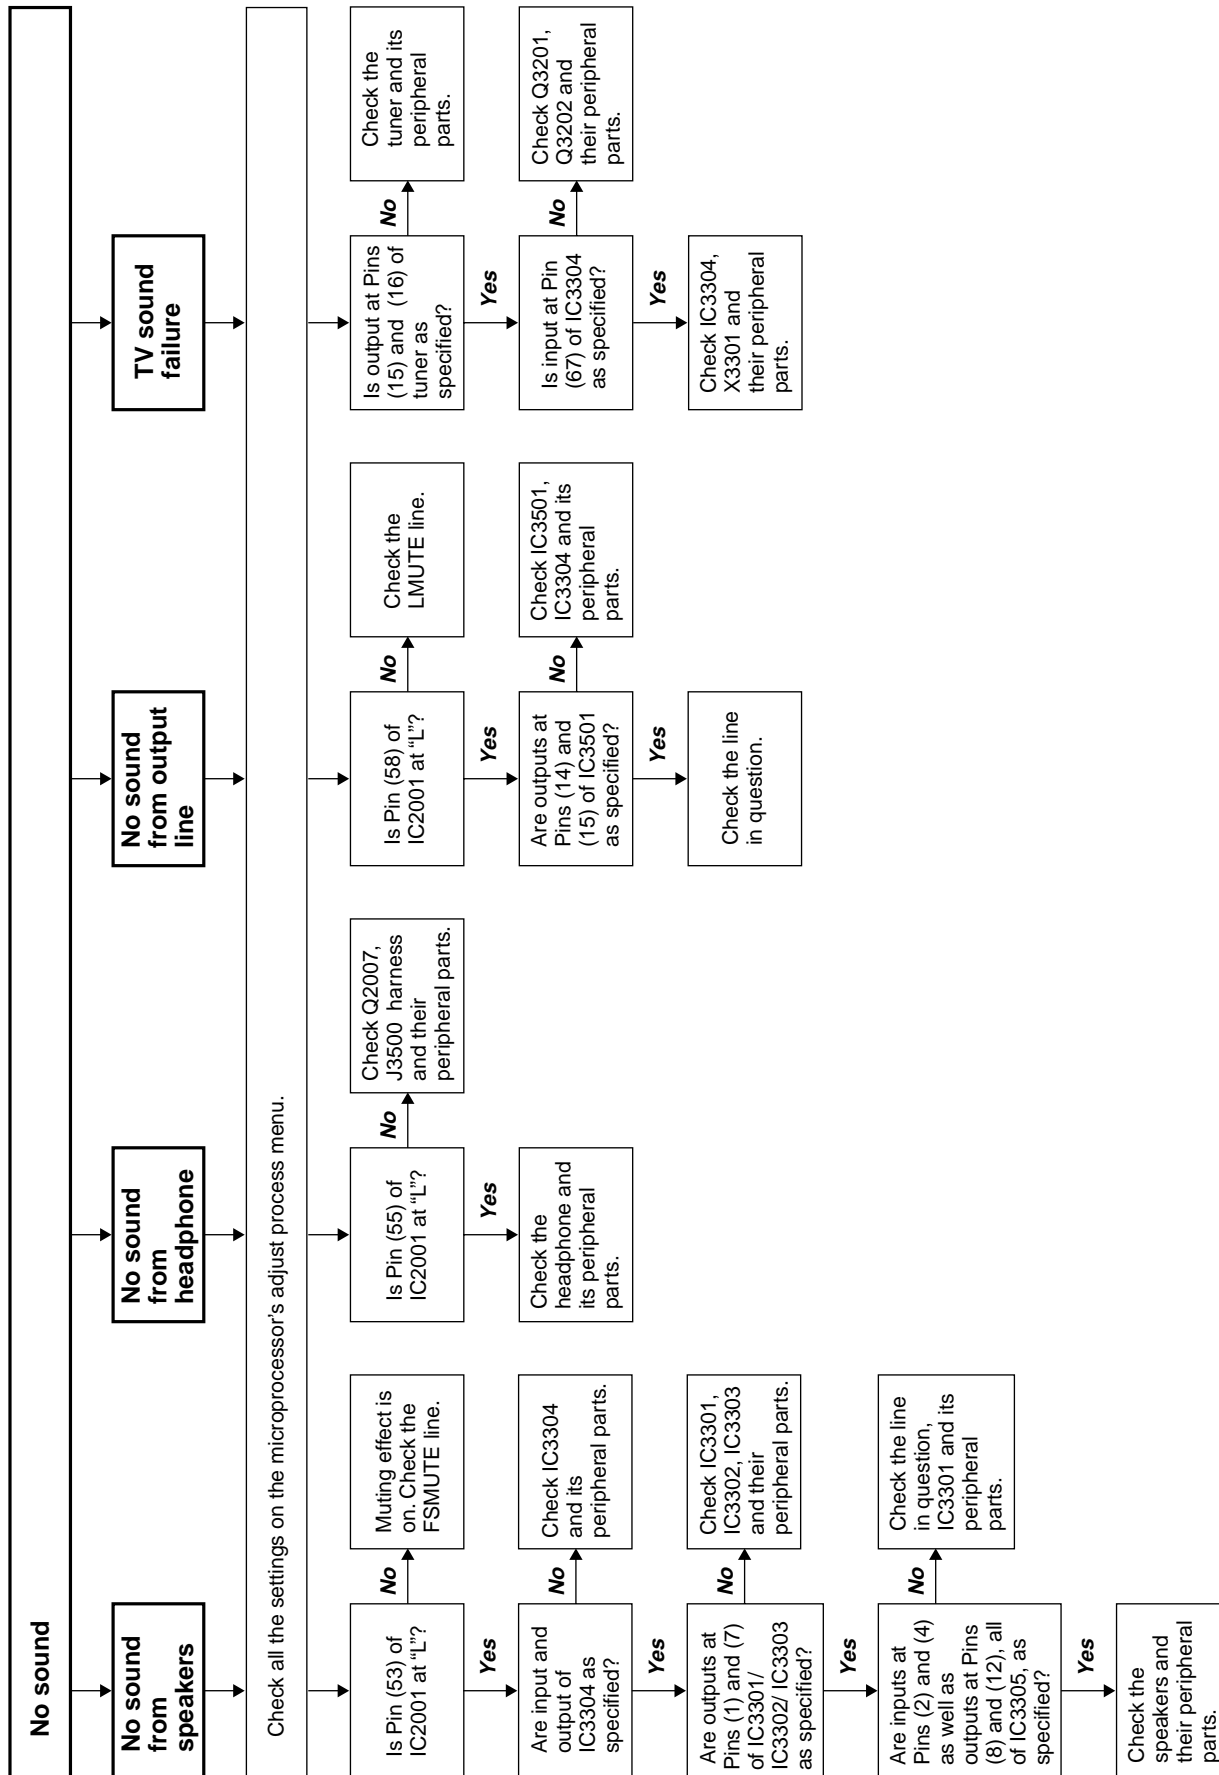 No sound
No sound
from
speakers
No sound
from
headphone
No sound
from output
line
TV sound
failure
Check all the settings on the microprocessor's adjust process menu.
Is Pin (53) of
IC2001 at “L”?
No
Muting effect is
on. Check the
FSMUTE line.
Yes
Are input and
output of
IC3304 as
specified?
No
Check IC3304
and its
peripheral parts.
Yes
Are outputs at
Pins (1) and (7)
of IC3301/
IC3302/ IC3303
as specified?
No
Check IC3301,
IC3302, IC3303
and their
peripheral parts.
Yes
Are inputs at
Pins (2) and (4)
as well as
outputs at Pins
(8) and (12), all
of IC3305, as
specified?
No
Check the line
in question,
IC3301 and its
peripheral
parts.
Yes
Check the
speakers and
their peripheral
parts.
Is Pin (55) of
IC2001 at “L”?
No
Check Q2007,
J3500 harness
and their
peripheral parts.
Yes
Check the
headphone and
its peripheral
parts.
Is Pin (58) of
IC2001 at “L”?
No
Check the
LMUTE line.
Yes
Are outputs at
Pins (14) and
(15) of IC3501
as specified?
No
Check IC3501,
IC3304 and its
peripheral
parts.
Yes
Check the line
in question.
Is output at Pins
(15) and (16) of
tuner as
specified?
No
Check the
tuner and its
peripheral
parts.
Yes
Is input at Pin
(67) of IC3304
as specified?
No
Check Q3201,
Q3202 and
their peripheral
parts.
Yes
Check IC3304,
X3301 and
their peripheral
parts.